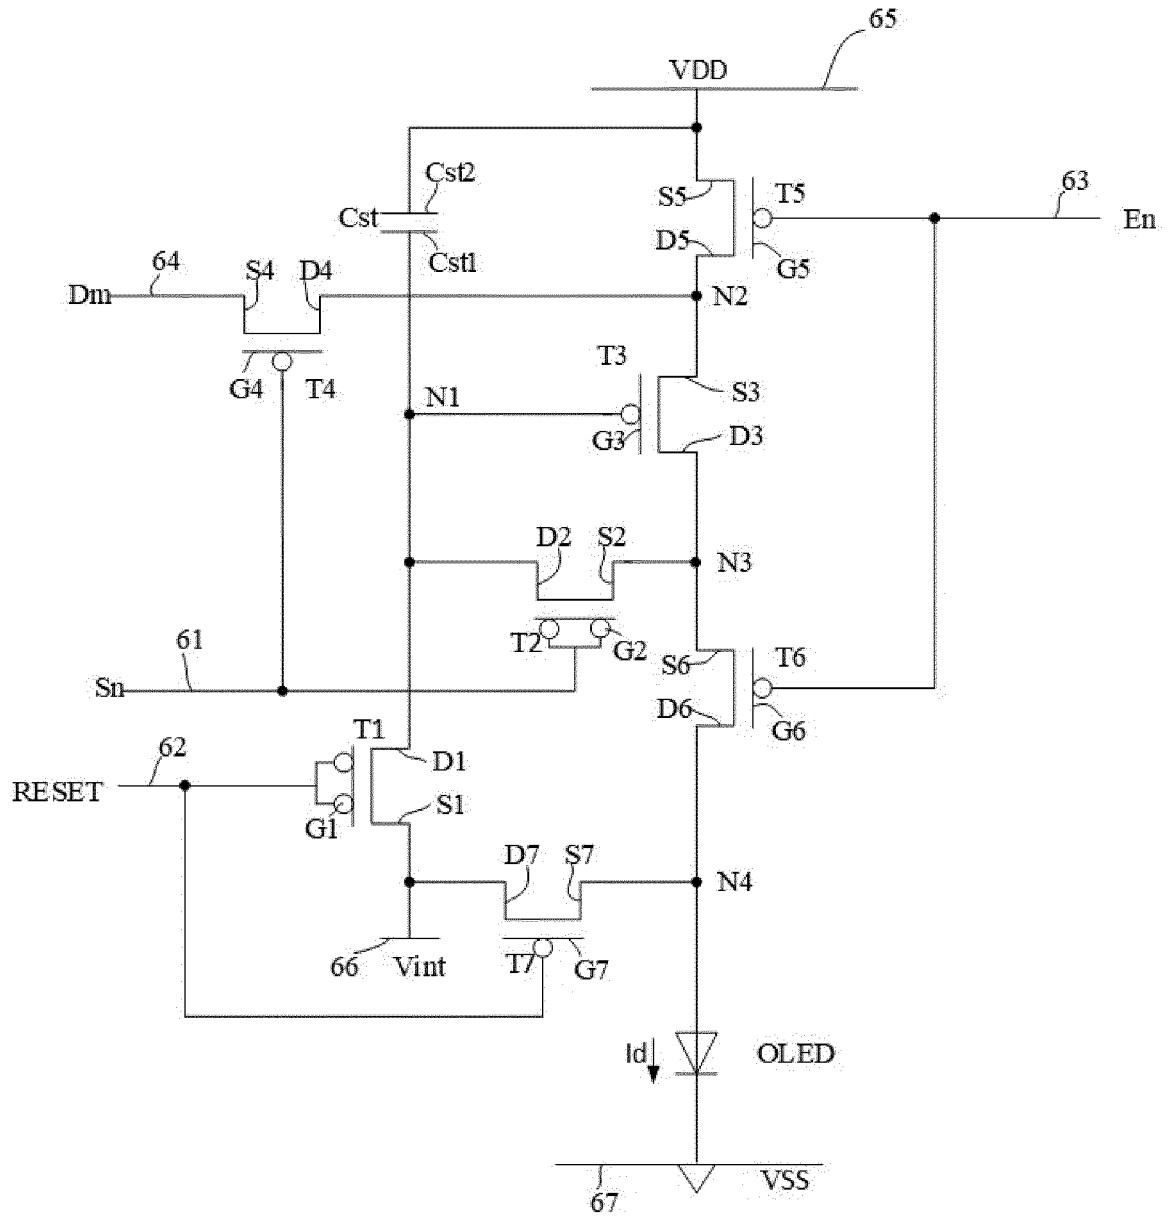 65
VDD
Cst2
S5
T5
63
Cst
En
D5
G5
Cst1
64
S4
D4
Dm
N2
T3
G4
T4
N1
S3
G3
D3
D2
S2
N3
T2
G2
61
S6
T6
Sn
D6
G6
T1
62
D1
RESET
S1
G1
D7
S7
N4
66
Vint
T7
G7
Id
OLED
67
VSS